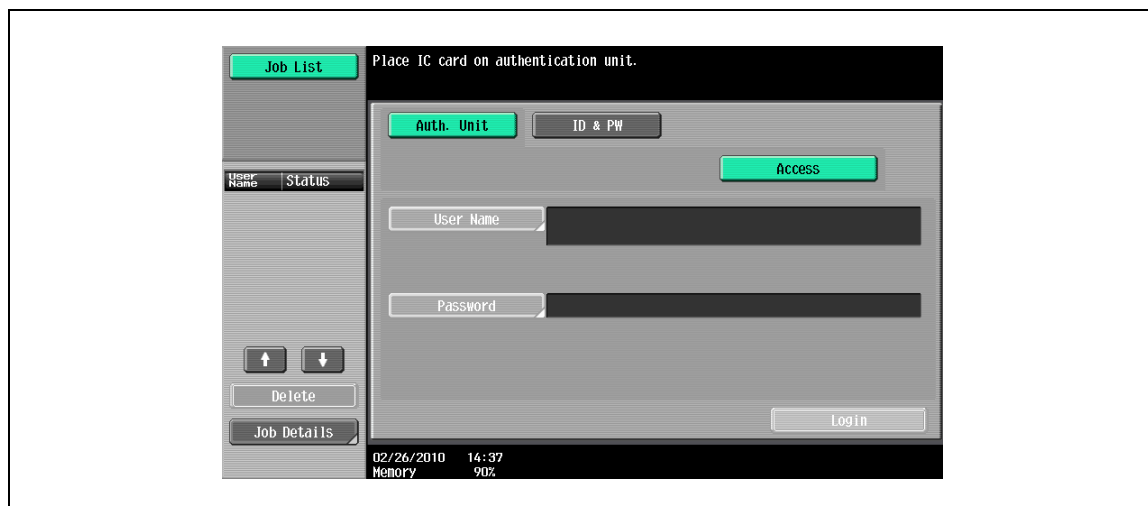 Job List
Place IC card on authentication unit.
Auth. Unit
ID & PW
Access
User Name
Status
User Name
Password
Delete
Login
Job Details
02/26/2010 14:37
Memory 90%